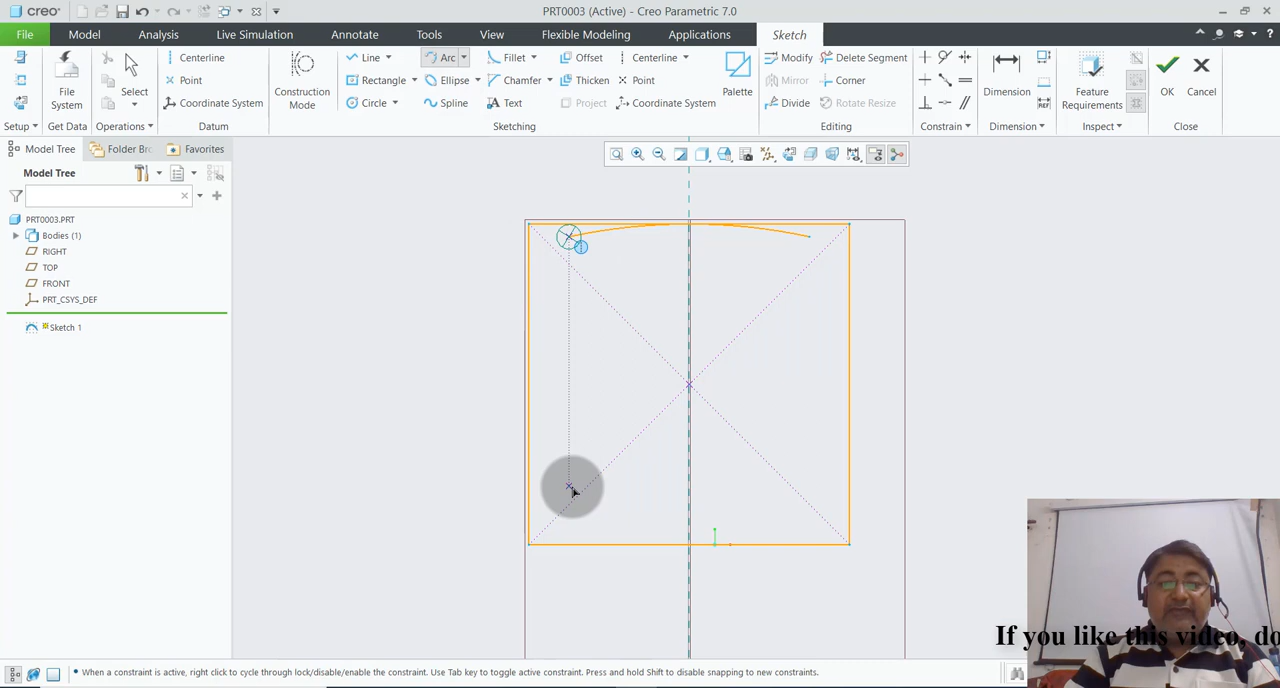 creo
PRT0003 (Active) - Creo Parametric 7.0
File Model Analysis Live Simulation Annotate Tools View Flexible Modeling Applications Sketch
Centerline Line Arc Fillet Offset Centerline Modify Delete Segment
Point Rectangle Ellipse Chamfer Thicken Point Mirror Corner
Coordinate System Circle Spline Text Project Coordinate System Divide Rotate Resize
File System Select Construction Mode Palette Dimension Feature Requirements OK Cancel
Setup Get Data Operations Datum Sketching Editing Constrain Dimension Inspect Close
REF
Model Tree Folder Bro Favorites
Model Tree
PRT0003.PRT
Bodies (1)
RIGHT
TOP
FRONT
PRT_CSYS_DEF
Sketch 1
If you like this video, do
• When a constraint is active, right click to cycle through lock/disable/enable the constraint. Use Tab key to toggle active constraint. Press and hold Shift to disable snapping to new constraints.